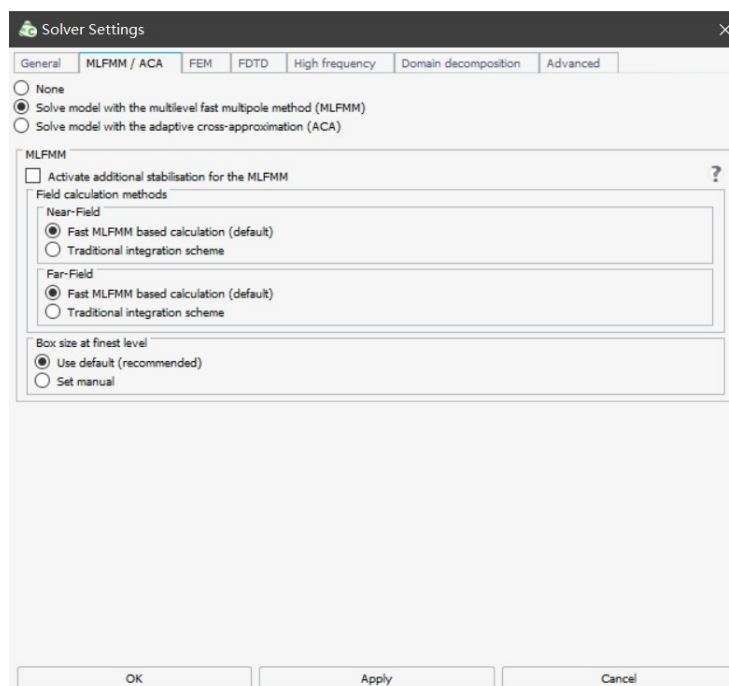 Solver Settings
General MLFMM / ACA FEM FDTD High frequency Domain decomposition Advanced
None
Solve model with the multilevel fast multipole method (MLFMM)
Solve model with the adaptive cross-approximation (ACA)
MLFMM
Activate additional stabilisation for the MLFMM ?
Field calculation methods
Near-Field
Fast MLFMM based calculation (default)
Traditional integration scheme
Far-Field
Fast MLFMM based calculation (default)
Traditional integration scheme
Box size at finest level
Use default (recommended)
Set manual
OK Apply Cancel